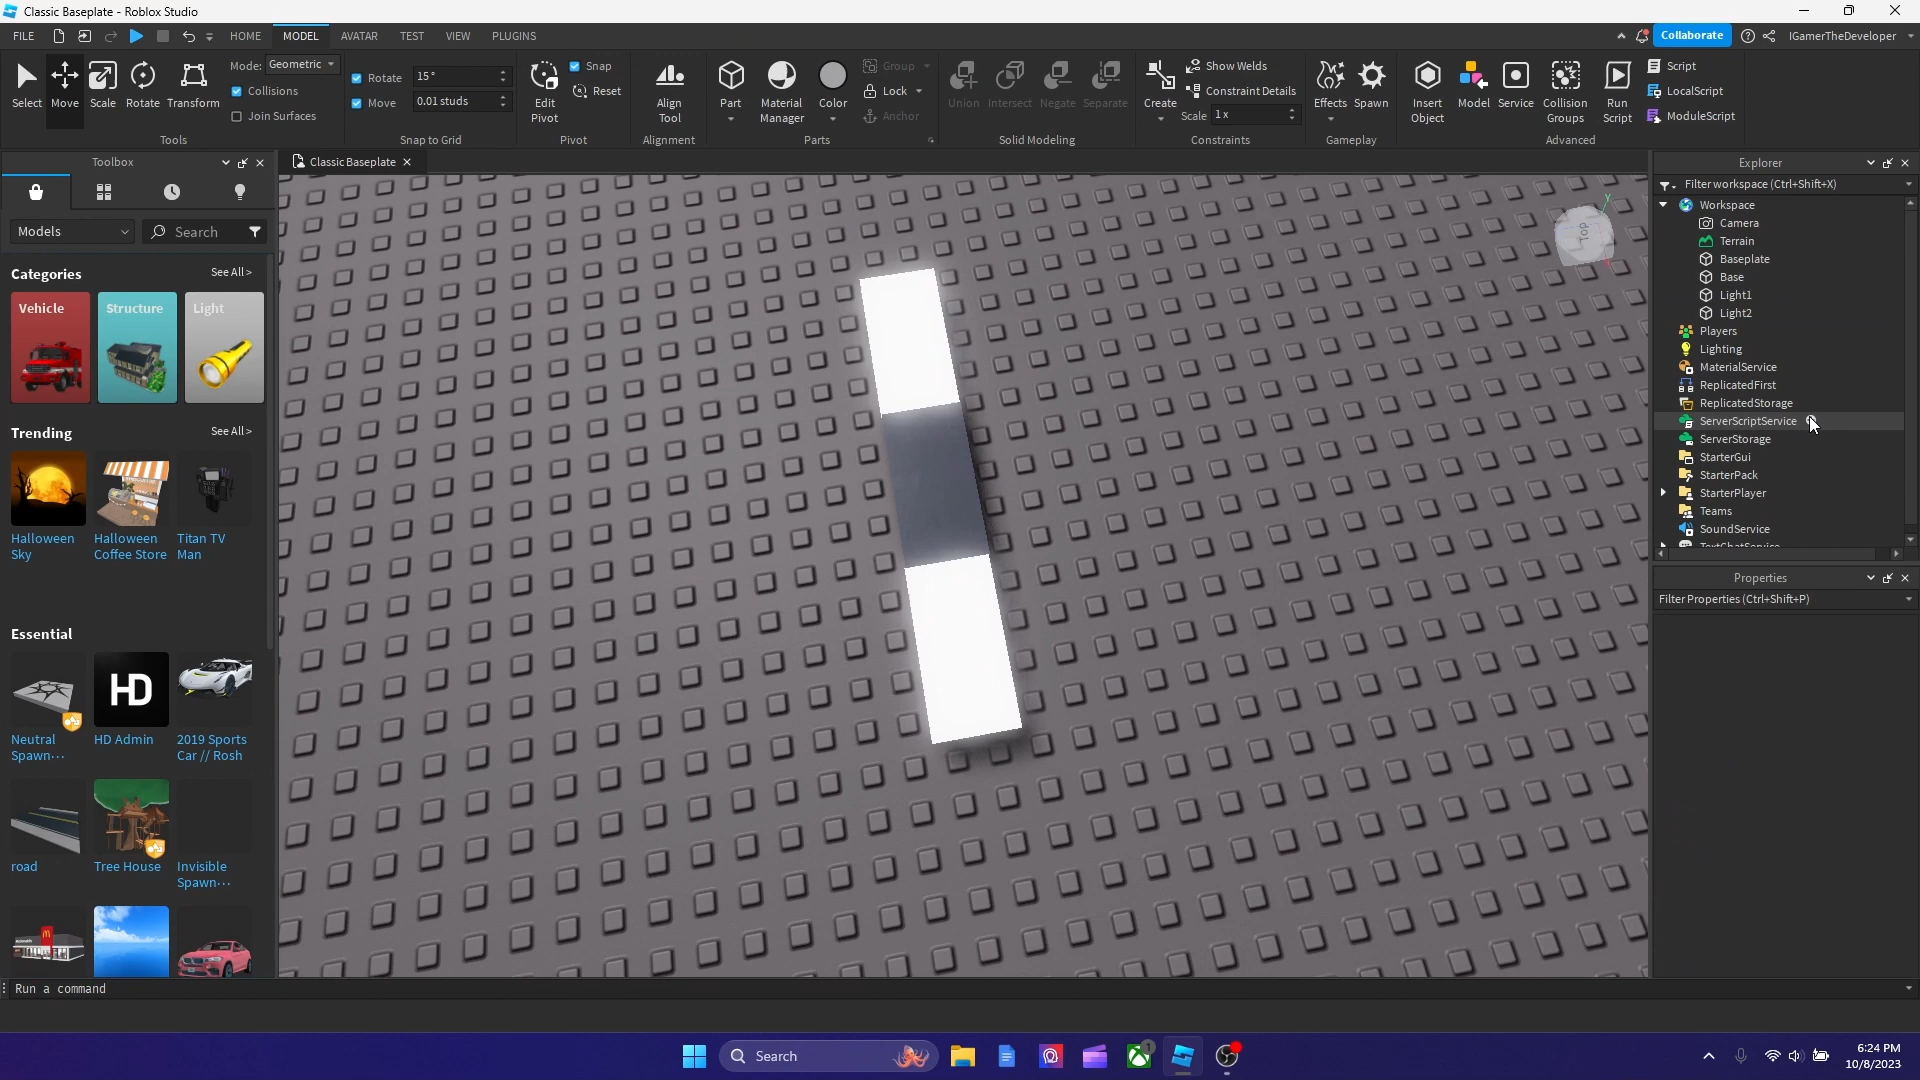 Classic Baseplate - Roblox Studio
FILE HOME MODEL AVATAR TEST VIEW PLUGINS Collaborate IGamerTheDeveloper
Select Move Scale Rotate Transform
Mode: Geometric
Collisions
Join Surfaces
Tools
Rotate 15°
Move 0.01 studs
Snap to Grid
Edit Pivot
Snap
Reset
Pivot
Align Tool
Alignment
Part Material Manager Color
Group
Lock
Anchor
Parts
Union Intersect Negate Separate
Solid Modeling
Create
Show Welds
Constraint Details
Scale 1 x
Constraints
Effects Spawn
Gameplay
Insert Object Model Service Collision Groups Run Script
Script
LocalScript
ModuleScript
Advanced
Toolbox
Models Search
Categories See All >
Vehicle Structure Light
Trending See All >
Halloween Sky
Halloween Coffee Store
Titan TV Man
Essential
HD
Neutral Spawn...
HD Admin
2019 Sports Car // Rosh
road
Tree House
Invisible Spawn...
Classic Baseplate
Top
Y
Explorer
Filter workspace (Ctrl+Shift+X)
Workspace
Camera
Terrain
Baseplate
Base
Light1
Light2
Players
Lighting
MaterialService
ReplicatedFirst
ReplicatedStorage
ServerScriptService
ServerStorage
StarterGui
StarterPack
StarterPlayer
Teams
SoundService
TextChatService
Properties
Filter Properties (Ctrl+Shift+P)
Run a command
Search
1
6:24 PM
10/8/2023